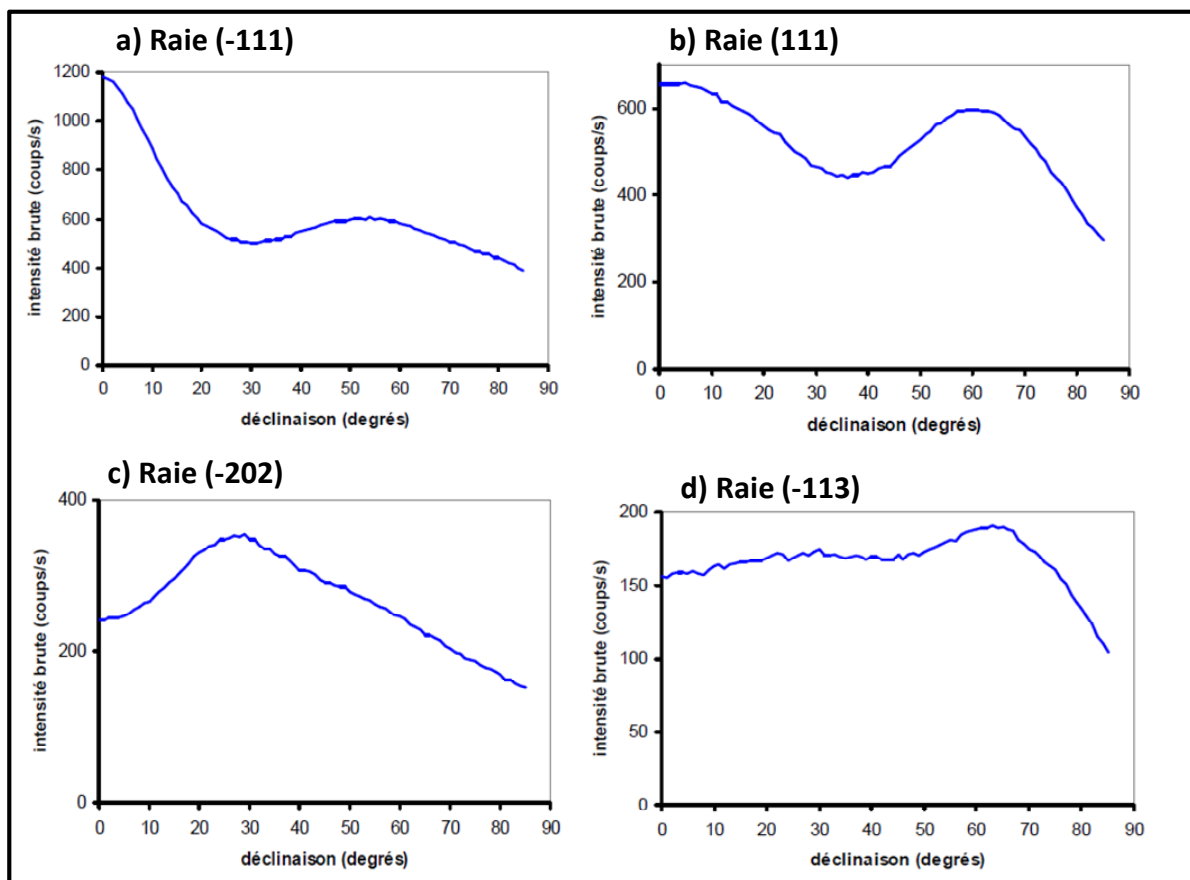 a) Raie (-111)
intensité brute (coups/s)
1200
1000
800
600
400
200
0
0 10 20 30 40 50 60 70 80 90
déclinaison (degrés)
b) Raie (111)
intensité brute (coups/s)
600
400
200
0
0 10 20 30 40 50 60 70 80 90
déclinaison (degrés)
c) Raie (-202)
intensité brute (coups/s)
400
200
0
0 10 20 30 40 50 60 70 80 90
déclinaison (degrés)
d) Raie (-113)
intensité brute (coups/s)
200
150
100
50
0
0 10 20 30 40 50 60 70 80 90
déclinaison (degrés)